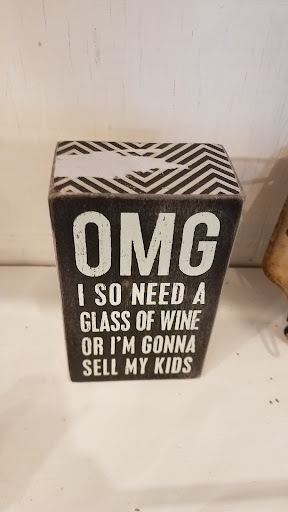 OMG
I SO NEED A
GLASS OF WINE
OR I'M GONNA
SELL MY KIDS